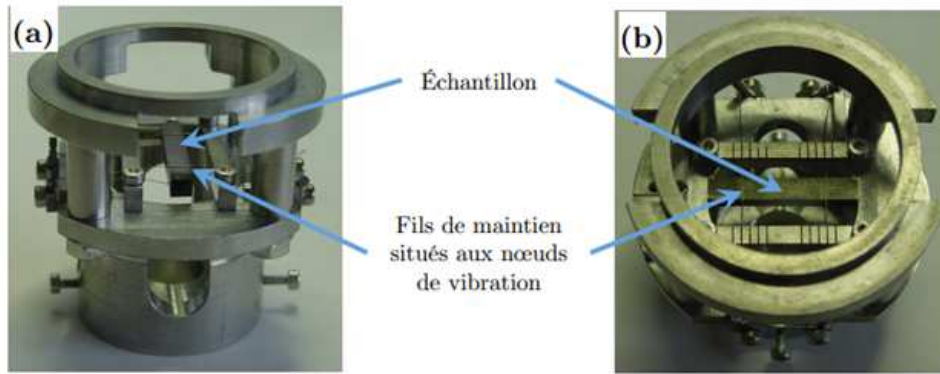 (a)
Échantillon
Fils de maintien
situés aux nœuds
de vibration
(b)